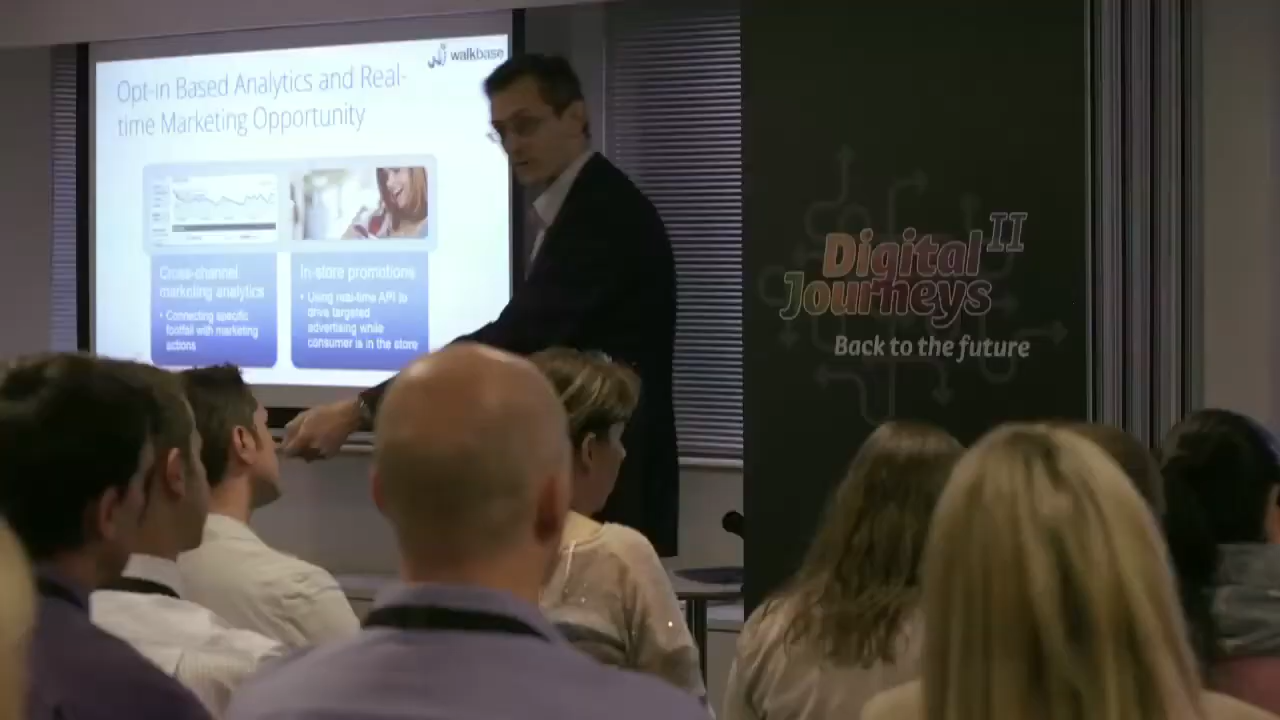 walkbase
Opt-in Based Analytics and Real-
time Marketing Opportunity
Cross-channel
marketing analytics
• Connecting specific
footfall with marketing
actions
In-store promotions
• Using real-time API to
drive targeted
advertising while
consumer is in the store
Digital II
Journeys
Back to the future